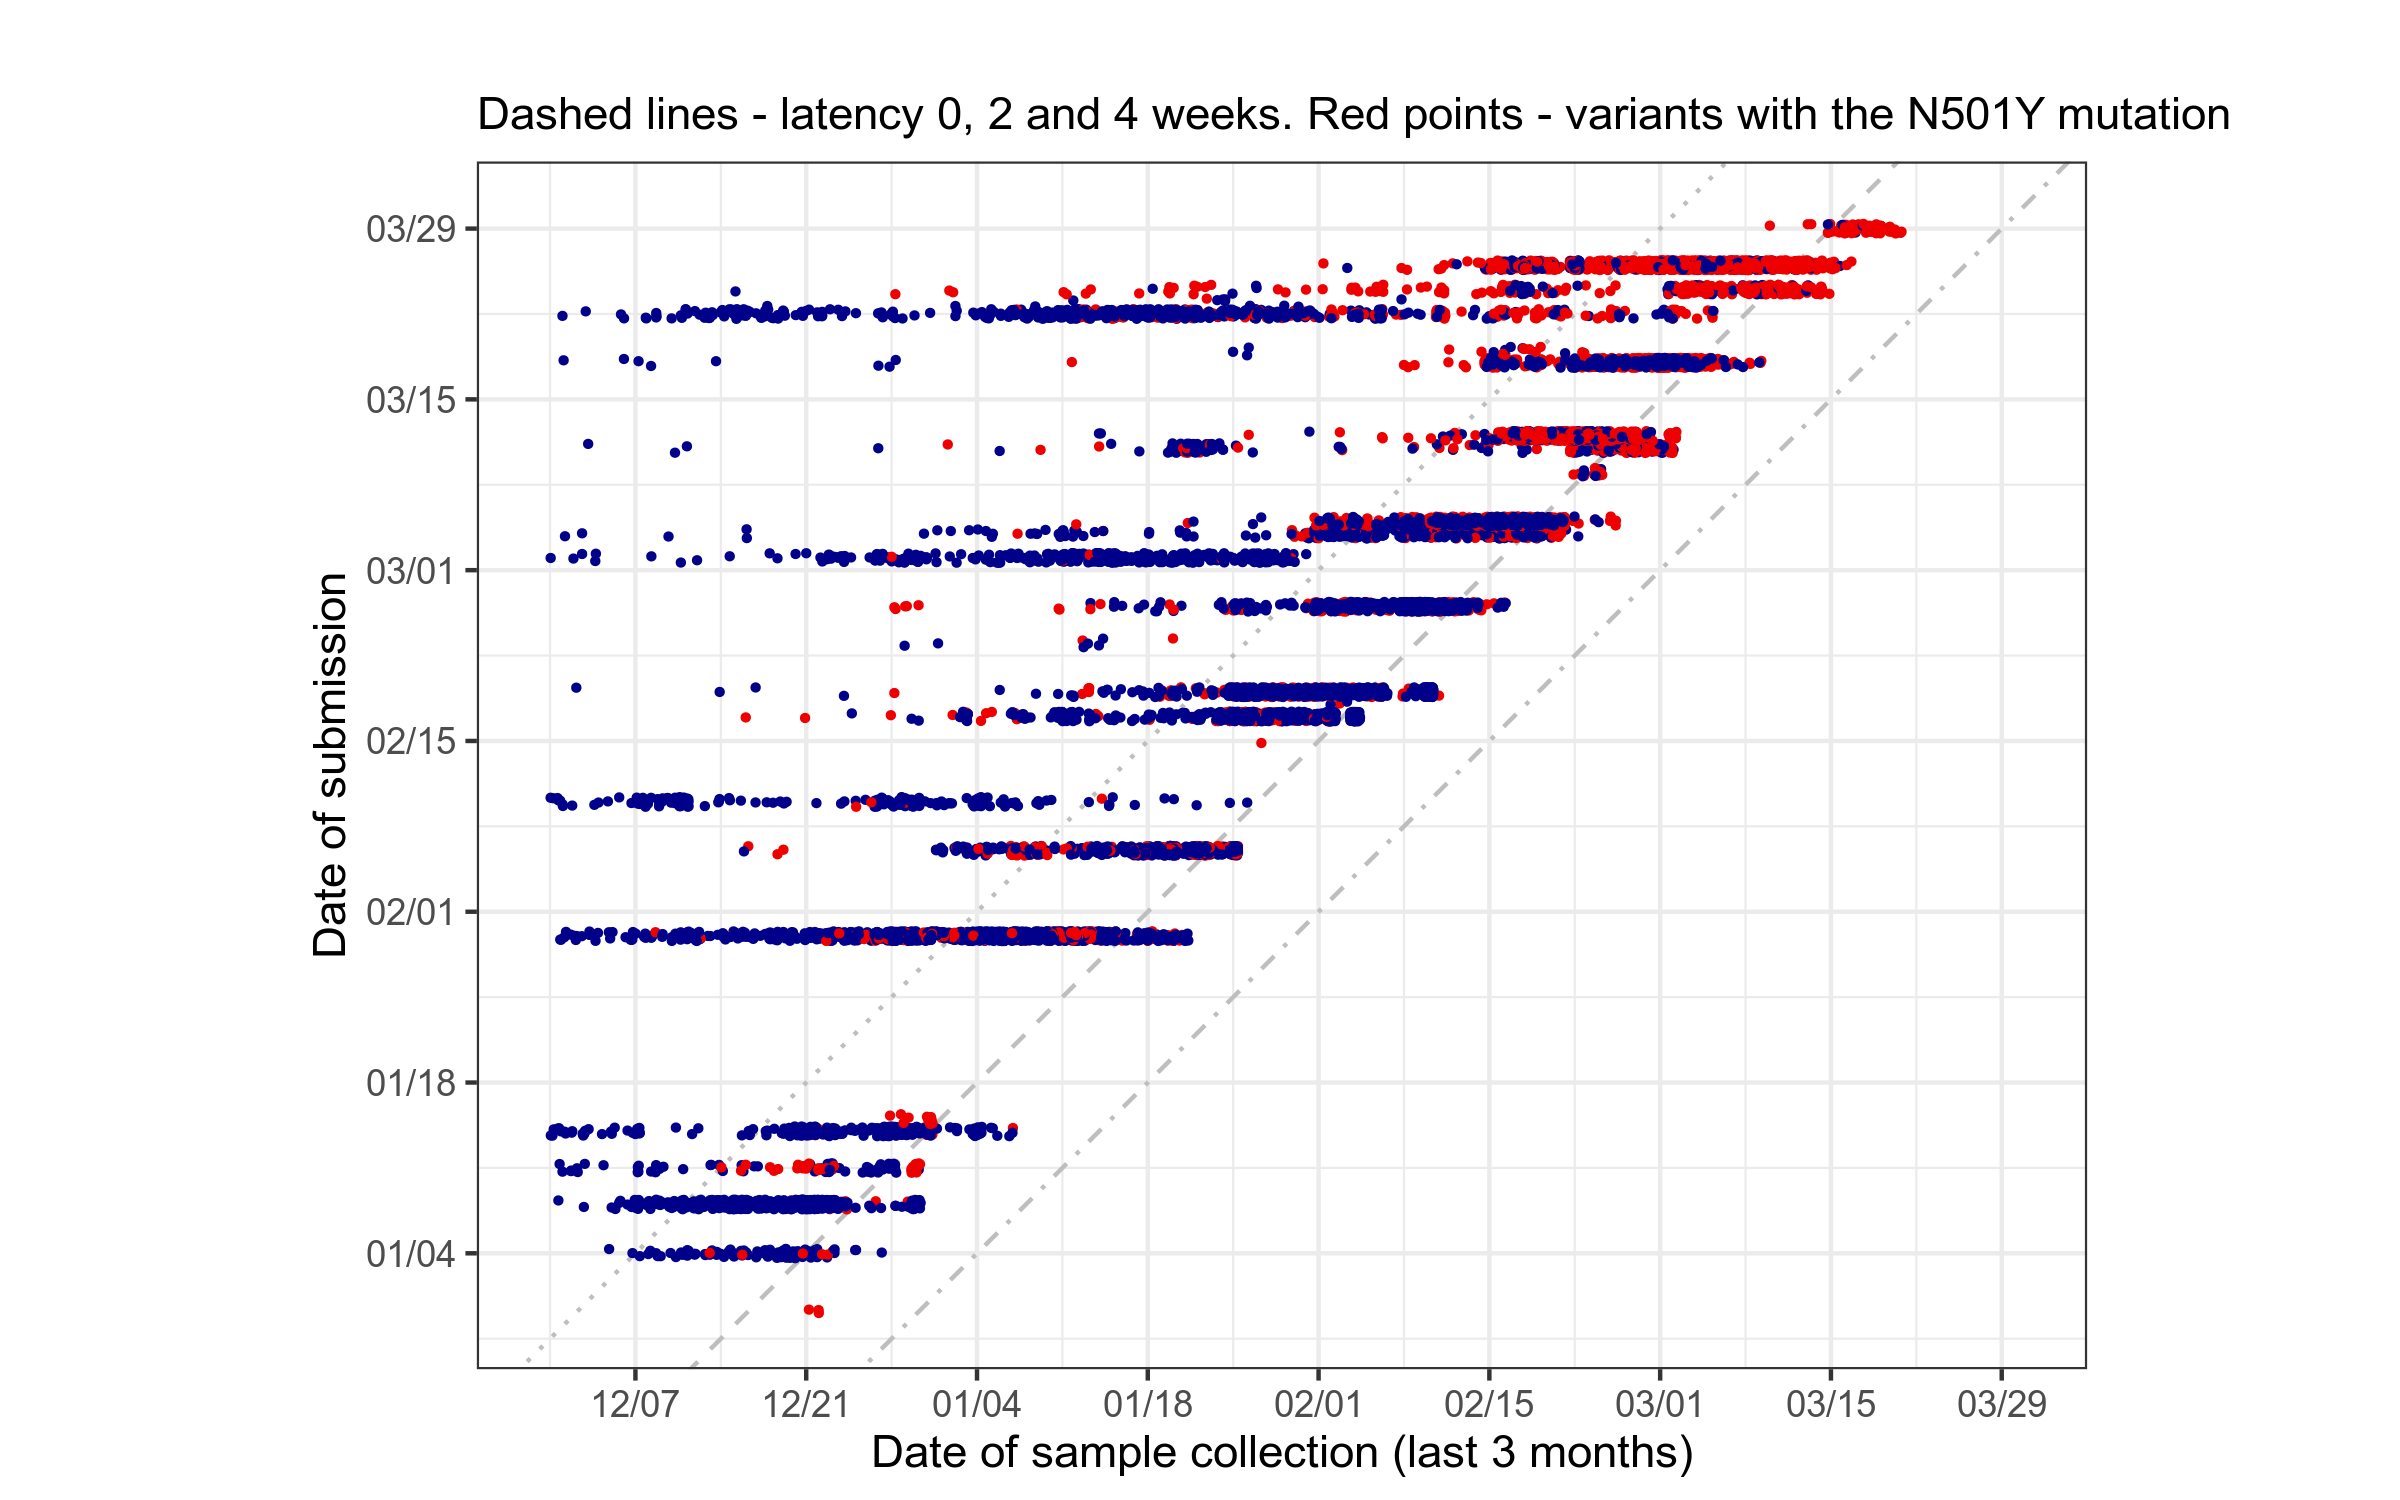 Dashed lines - latency 0, 2 and 4 weeks. Red points - variants with the N501Y mutation
Date of submission
03/29
03/15
03/01
02/15
02/01
01/18
01/04
12/07 12/21 01/04 01/18 02/01 02/15 03/01 03/15 03/29
Date of sample collection (last 3 months)